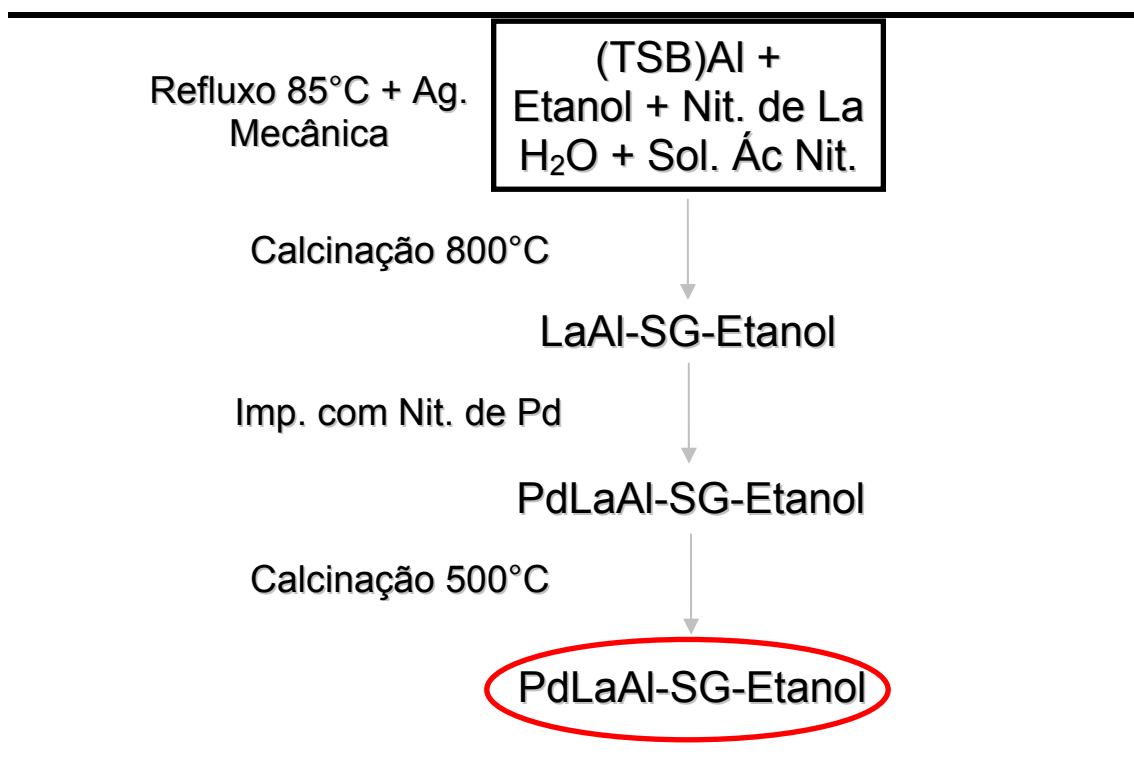 Refluxo 85°C + Ag.
Mecânica
(TSB)Al +
Etanol + Nit. de La
H₂O + Sol. Ác Nit.
Calcinação 800°C
LaAl-SG-Etanol
Imp. com Nit. de Pd
PdLaAl-SG-Etanol
Calcinação 500°C
PdLaAl-SG-Etanol